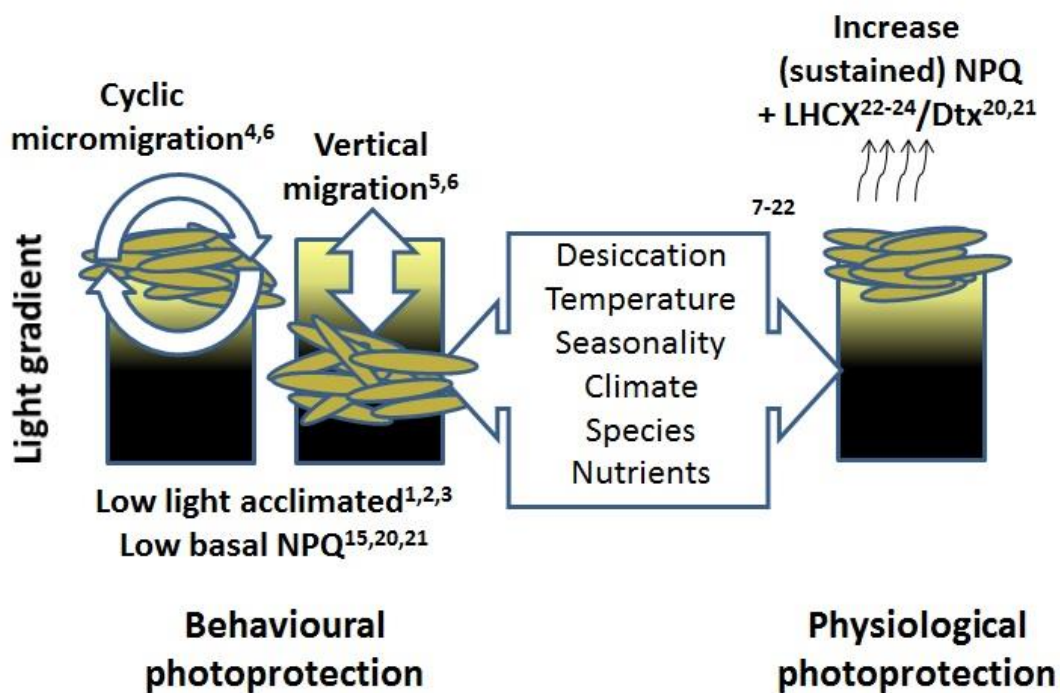 Increase
(sustained) NPQ
+ LHCX22-24/Dtx20,21
Cyclic
micromigration4,6
Vertical
migration5,6
7-22
Light gradient
Desiccation
Temperature
Seasonality
Climate
Species
Nutrients
Low light acclimated1,2,3
Low basal NPQ15,20,21
Behavioural
photoprotection
Physiological
photoprotection